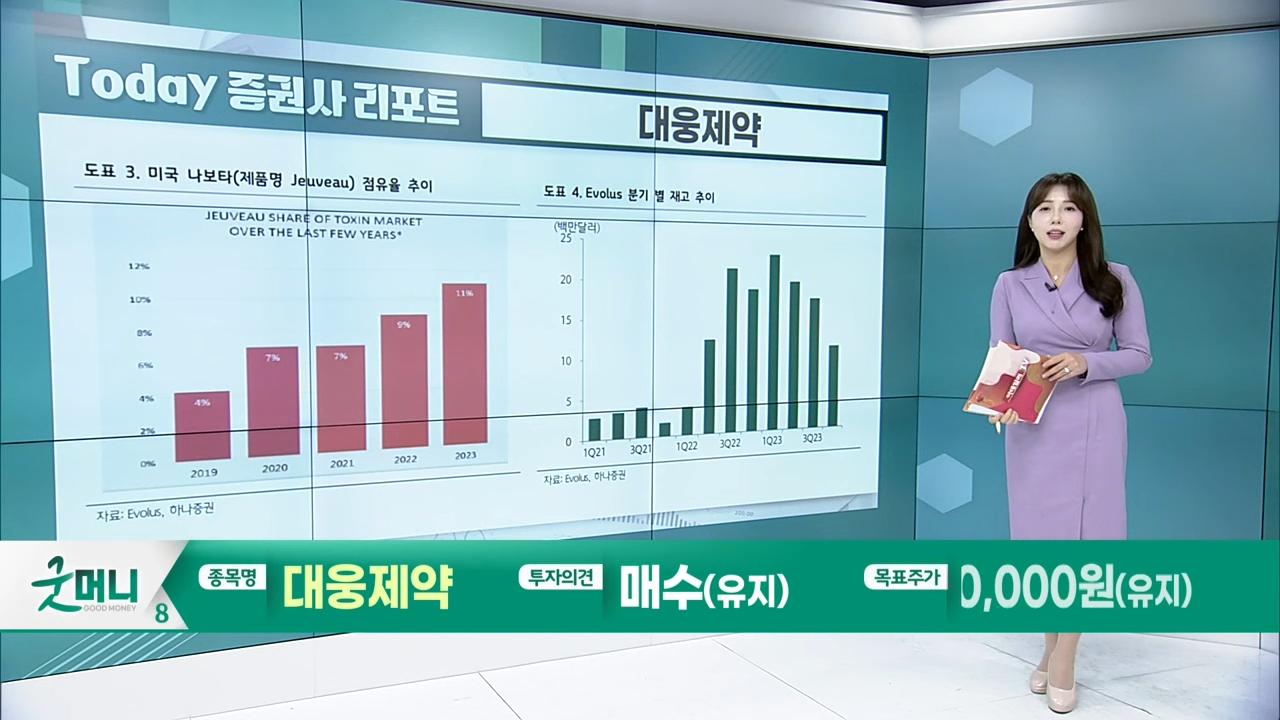 Today 증권사 리포트
대웅제약
도표 3. 미국 나보타(제품명 Jeuveau) 점유율 추이
JEUVEAU SHARE OF TOXIN MARKET
OVER THE LAST FEW YEARS*
12%
10%
8%
6%
4%
2%
0%
4%
7%
7%
9%
11%
2019
2020
2021
2022
2023
자료: Evolus, 하나증권
도표 4. Evolus 분기 별 재고 추이
(백만달러)
25
20
15
10
5
0
1Q21
3Q21
1Q22
3Q22
1Q23
3Q23
자료: Evolus, 하나증권
굿머니
GOOD MONEY
8
종목명
대웅제약
투자의견
매수(유지)
목표주가
0,000원(유지)